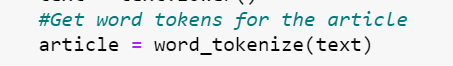 #Get word tokens for the article
article = word_tokenize(text)